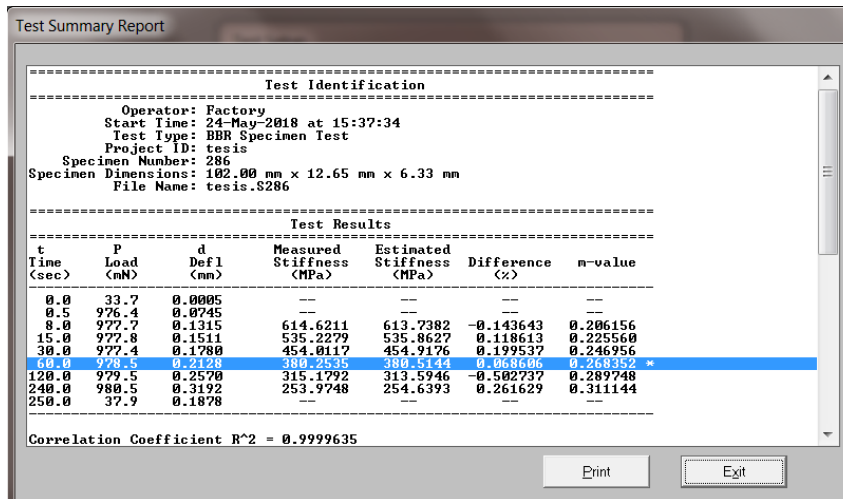 Test Summary Report
===========================================================================
Test Identification
===========================================================================
Operator: Factory
Start Time: 24-May-2018 at 15:37:34
Test Type: BBR Specimen Test
Project ID: tesis
Specimen Number: 286
Specimen Dimensions: 102.00 mm x 12.65 mm x 6.33 mm
File Name: tesis.S286
===========================================================================
Test Results
===========================================================================
t P d Measured Estimated
Time Load Defl Stiffness Stiffness Difference m-value
(sec) (mN) (mm) (MPa) (MPa) (%)
---------------------------------------------------------------------------
0.0 33.7 0.0005 -- -- -- --
0.5 976.4 0.0745 -- -- -- --
8.0 977.7 0.1315 614.6211 613.7382 -0.143643 0.206156
15.0 977.8 0.1511 535.2279 535.8627 0.118613 0.225560
30.0 977.4 0.1780 454.0117 454.9176 0.199537 0.246956
60.0 978.5 0.2128 380.2535 380.5144 0.068606 0.268352 *
120.0 979.5 0.2570 315.1792 313.5946 -0.502737 0.289748
240.0 980.5 0.3192 253.9748 254.6393 0.261629 0.311144
250.0 37.9 0.1878 -- -- -- --
---------------------------------------------------------------------------
Correlation Coefficient R^2 = 0.9999635
Print Exit